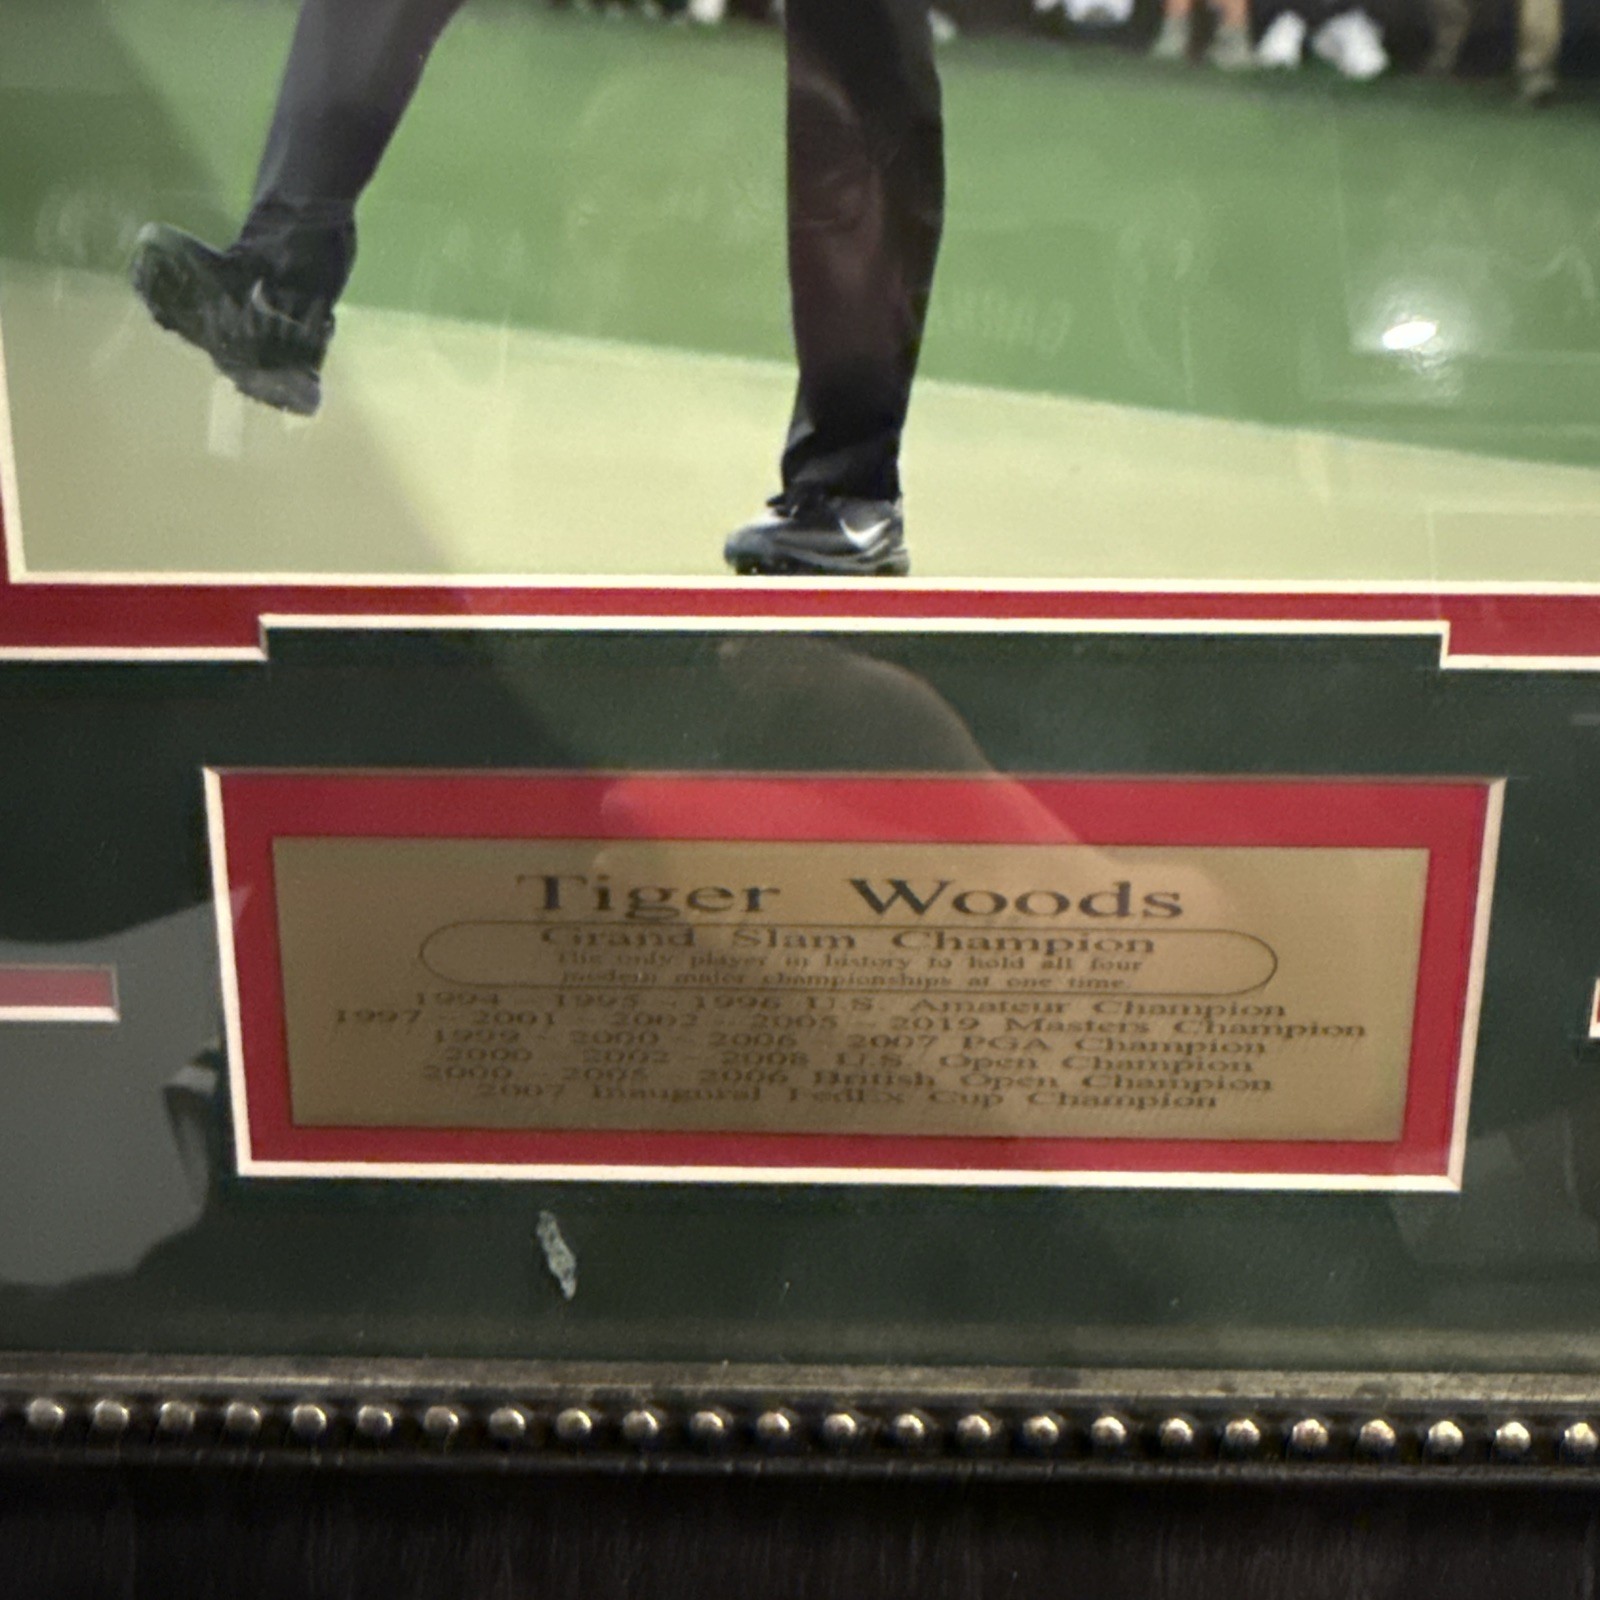 Tiger Woods
Grand Slam Champion
The only player in history to hold all four
modern major championships at one time.
1994 - 1995 - 1996 U.S. Amateur Champion
1997 - 2001 - 2002 - 2005 - 2019 Masters Champion
1999 - 2000 - 2006 - 2007 PGA Champion
2000 - 2002 - 2008 U.S. Open Champion
2000 - 2005 - 2006 British Open Champion
2007 Inaugural FedEx Cup Champion